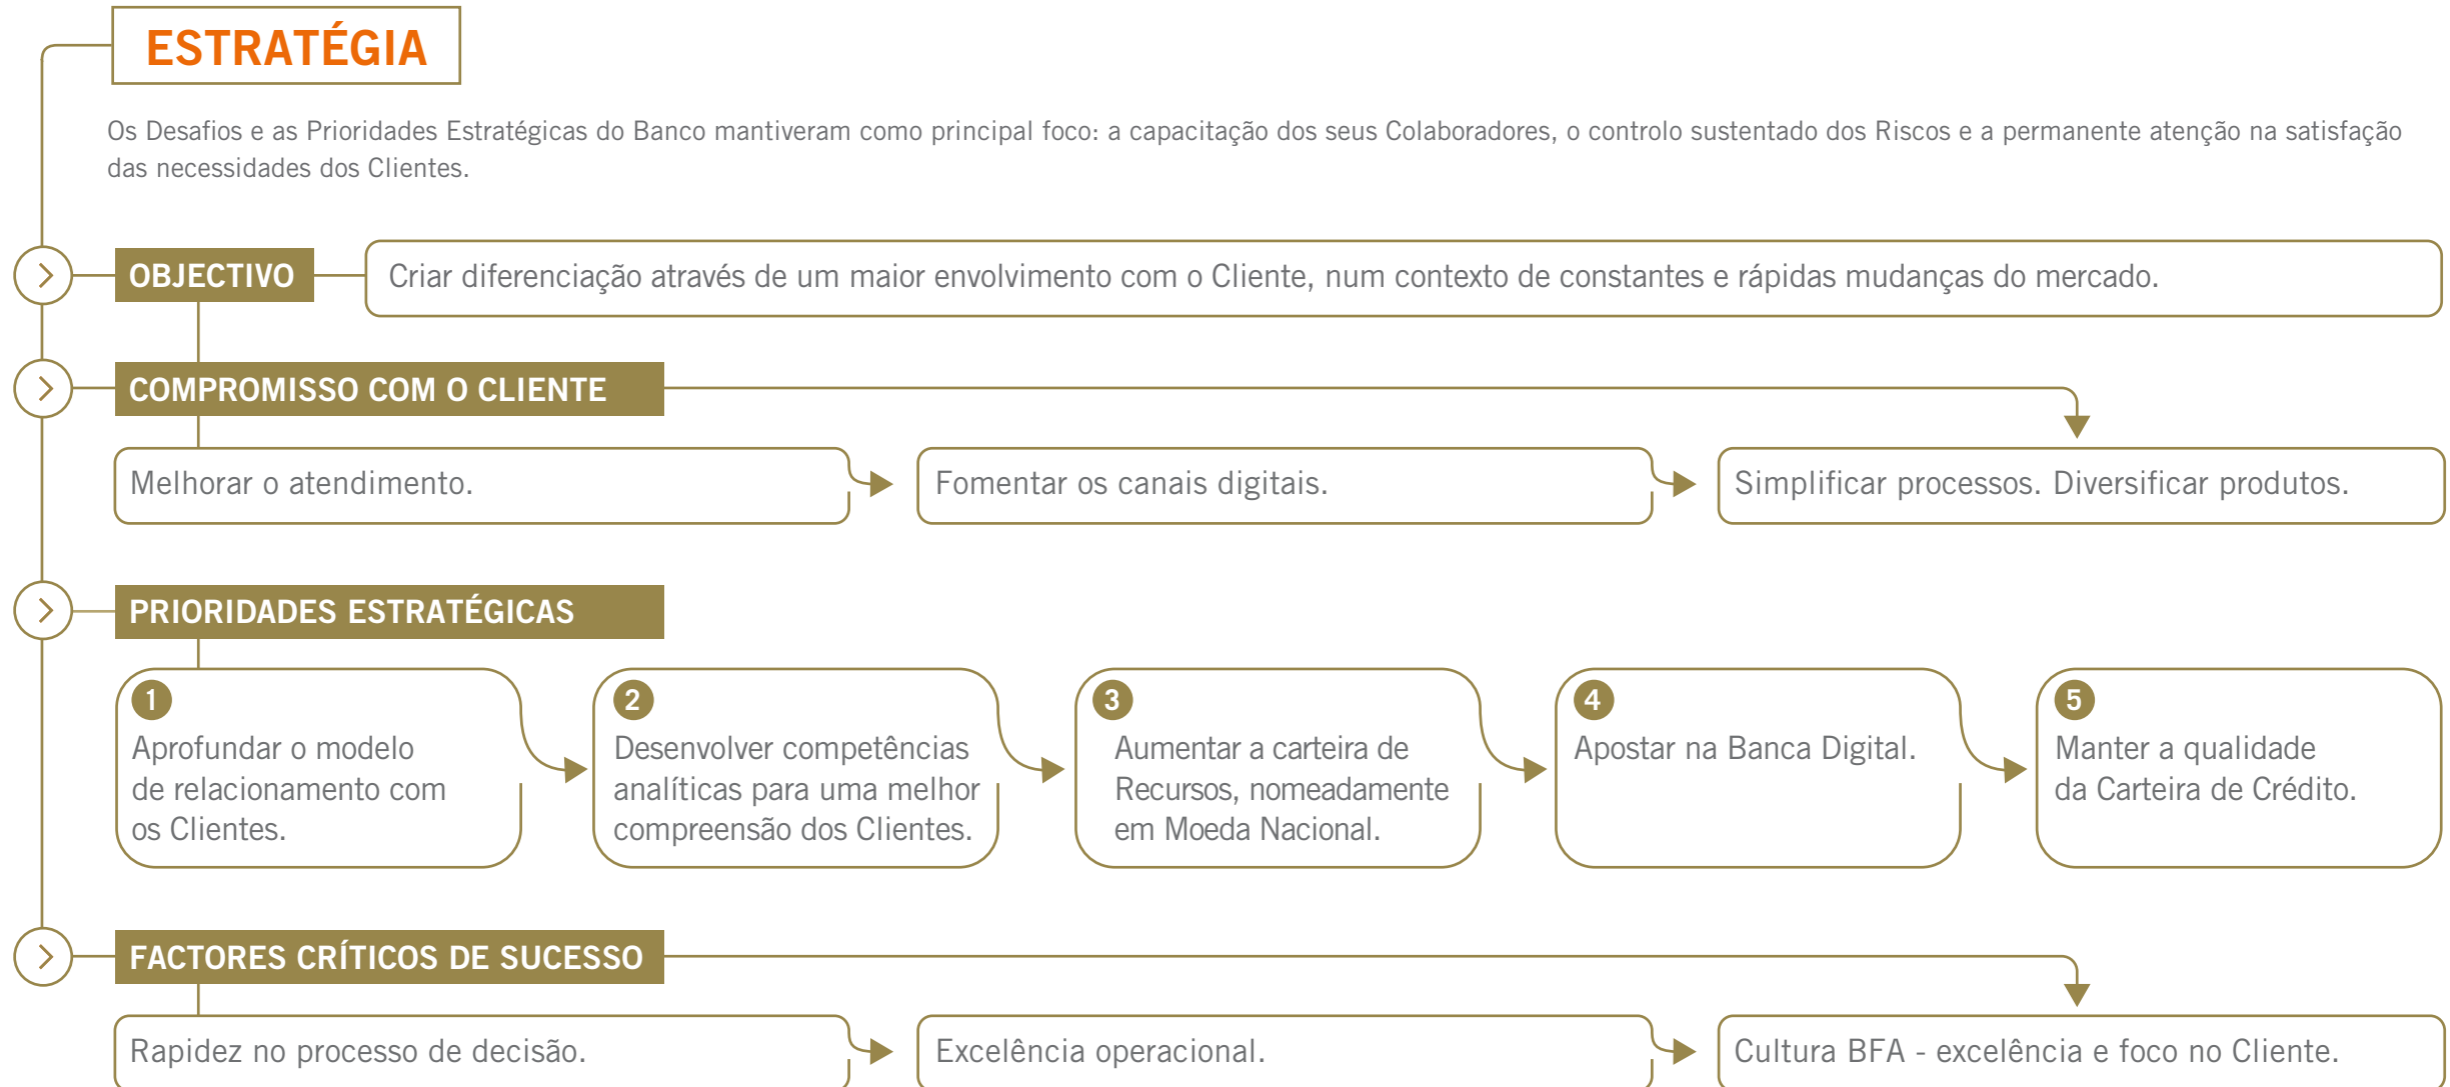 ESTRATÉGIA
Os Desafios e as Prioridades Estratégicas do Banco mantiveram como principal foco: a capacitação dos seus Colaboradores, o controlo sustentado dos Riscos e a permanente atenção na satisfação
das necessidades dos Clientes.
OBJECTIVO
Criar diferenciação através de um maior envolvimento com o Cliente, num contexto de constantes e rápidas mudanças do mercado.
COMPROMISSO COM O CLIENTE
Melhorar o atendimento.
Fomentar os canais digitais.
Simplificar processos. Diversificar produtos.
PRIORIDADES ESTRATÉGICAS
1
Aprofundar o modelo
de relacionamento com
os Clientes.
2
Desenvolver competências
analíticas para uma melhor
compreensão dos Clientes.
3
Aumentar a carteira de
Recursos, nomeadamente
em Moeda Nacional.
4
Apostar na Banca Digital.
5
Manter a qualidade
da Carteira de Crédito.
FACTORES CRÍTICOS DE SUCESSO
Rapidez no processo de decisão.
Excelência operacional.
Cultura BFA - excelência e foco no Cliente.